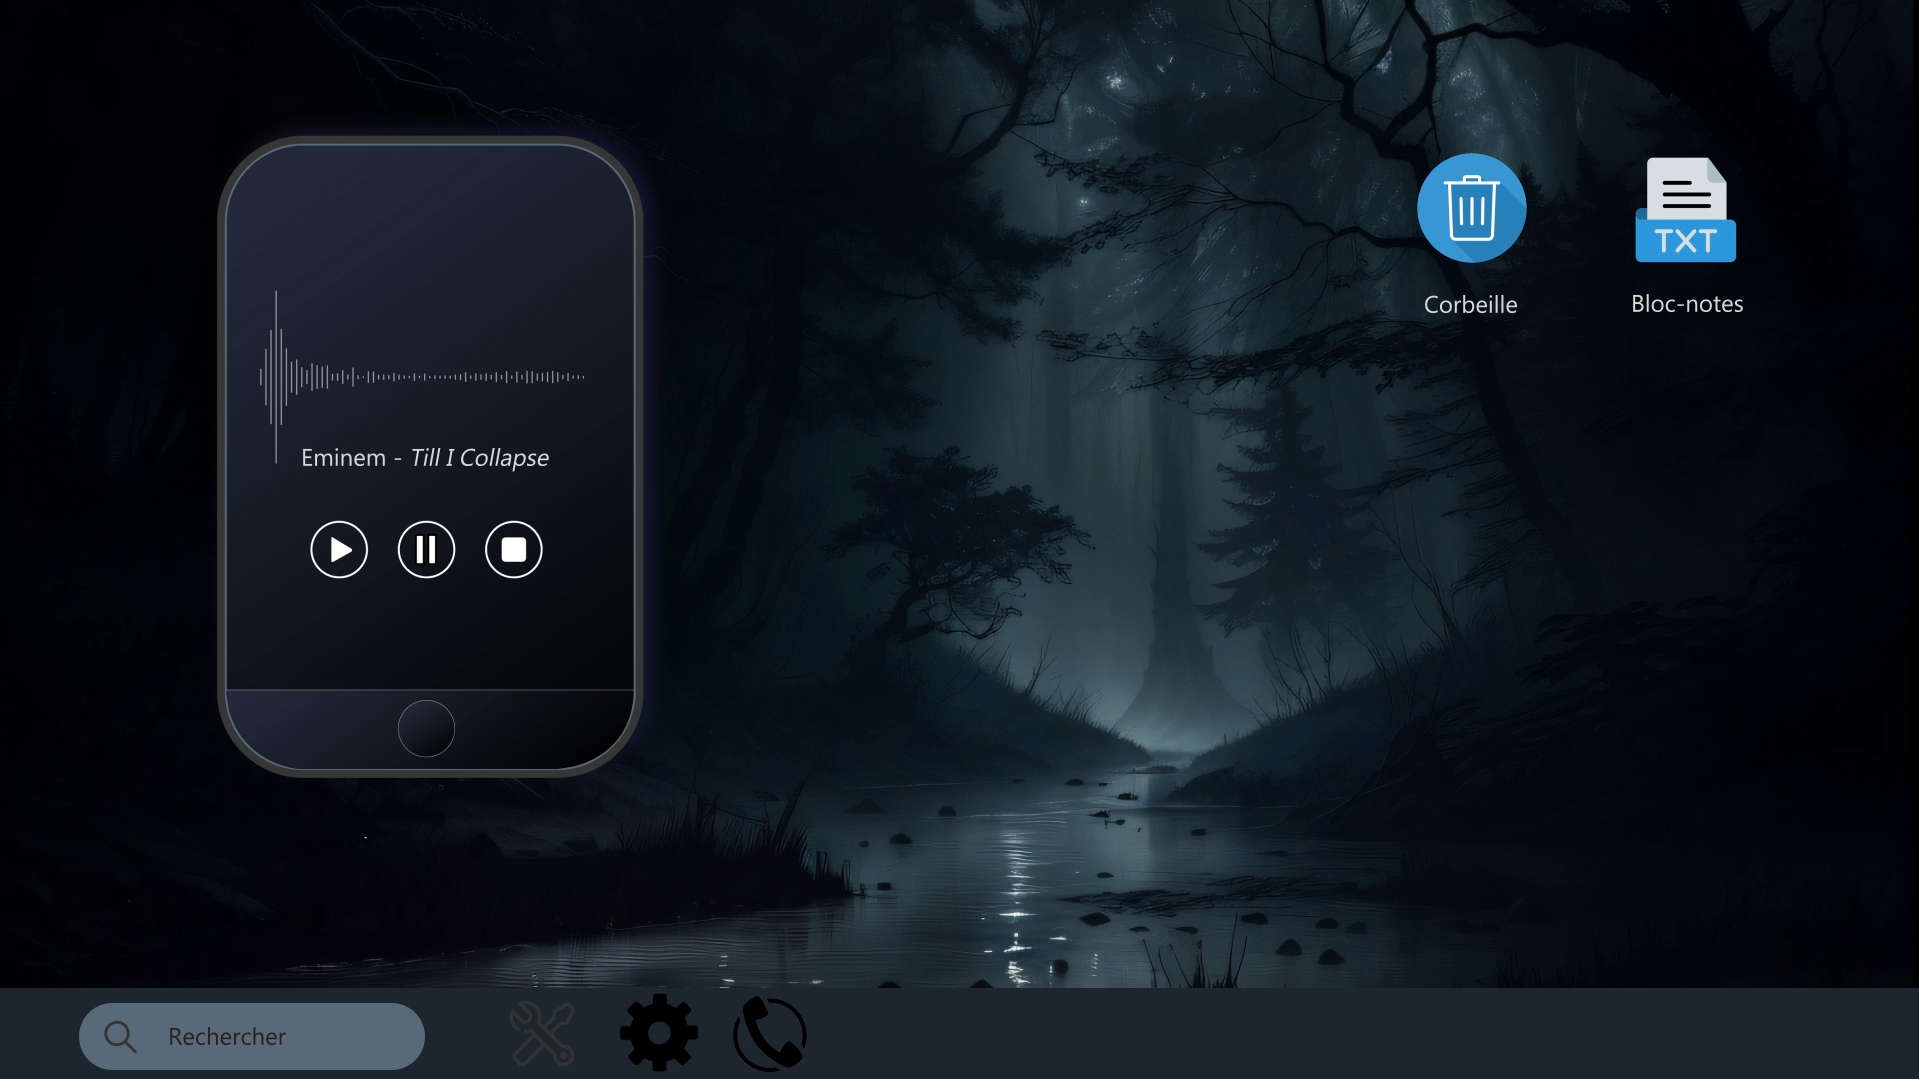 TXT
Corbeille
Bloc-notes
Eminem - Till I Collapse
Rechercher